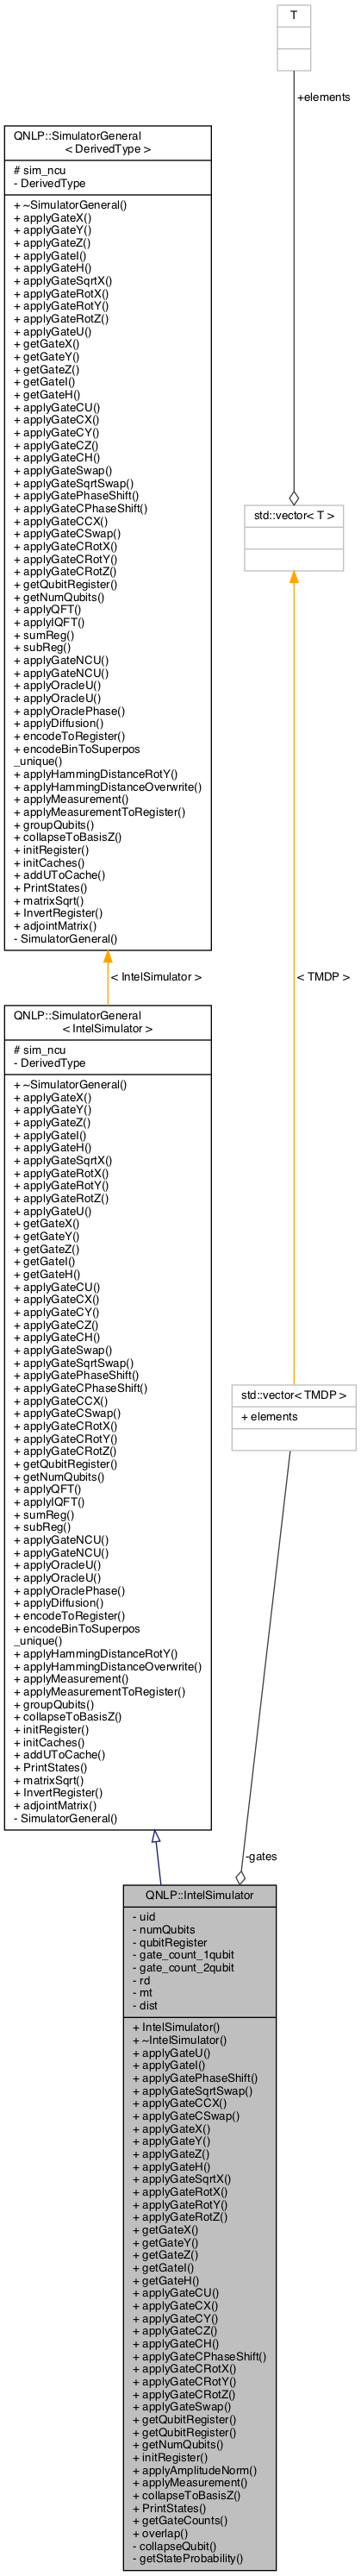 T
+elements
QNLP::SimulatorGeneral
< DerivedType >
# sim_ncu
- DerivedType
+ ~SimulatorGeneral()
+ applyGateX()
+ applyGateY()
+ applyGateZ()
+ applyGateI()
+ applyGateH()
+ applyGateSqrtX()
+ applyGateRotX()
+ applyGateRotY()
+ applyGateRotZ()
+ applyGateU()
+ getGateX()
+ getGateY()
+ getGateZ()
+ getGateI()
+ getGateH()
+ applyGateCU()
+ applyGateCX()
+ applyGateCY()
+ applyGateCZ()
+ applyGateCH()
+ applyGateSwap()
+ applyGateSqrtSwap()
+ applyGatePhaseShift()
+ applyGateCPhaseShift()
+ applyGateCCX()
+ applyGateCSwap()
+ applyGateCRotX()
+ applyGateCRotY()
+ applyGateCRotZ()
+ getQubitRegister()
+ getNumQubits()
+ applyQFT()
+ applyIQFT()
+ sumReg()
+ subReg()
+ applyGateNCU()
+ applyGateNCU()
+ applyOracleU()
+ applyOracleU()
+ applyOraclePhase()
+ applyDiffusion()
+ encodeToRegister()
+ encodeBinToSuperpos
_unique()
+ applyHammingDistanceRotY()
+ applyHammingDistanceOverwrite()
+ applyMeasurement()
+ applyMeasurementToRegister()
+ groupQubits()
+ collapseToBasisZ()
+ initRegister()
+ initCaches()
+ addUToCache()
+ PrintStates()
+ matrixSqrt()
+ InvertRegister()
+ adjointMatrix()
- SimulatorGeneral()
std::vector< T >
< IntelSimulator >
< TMDP >
QNLP::SimulatorGeneral
< IntelSimulator >
# sim_ncu
- DerivedType
+ ~SimulatorGeneral()
+ applyGateX()
+ applyGateY()
+ applyGateZ()
+ applyGateI()
+ applyGateH()
+ applyGateSqrtX()
+ applyGateRotX()
+ applyGateRotY()
+ applyGateRotZ()
+ applyGateU()
+ getGateX()
+ getGateY()
+ getGateZ()
+ getGateI()
+ getGateH()
+ applyGateCU()
+ applyGateCX()
+ applyGateCY()
+ applyGateCZ()
+ applyGateCH()
+ applyGateSwap()
+ applyGateSqrtSwap()
+ applyGatePhaseShift()
+ applyGateCPhaseShift()
+ applyGateCCX()
+ applyGateCSwap()
+ applyGateCRotX()
+ applyGateCRotY()
+ applyGateCRotZ()
+ getQubitRegister()
+ getNumQubits()
+ applyQFT()
+ applyIQFT()
+ sumReg()
+ subReg()
+ applyGateNCU()
+ applyGateNCU()
+ applyOracleU()
+ applyOracleU()
+ applyOraclePhase()
+ applyDiffusion()
+ encodeToRegister()
+ encodeBinToSuperpos
_unique()
+ applyHammingDistanceRotY()
+ applyHammingDistanceOverwrite()
+ applyMeasurement()
+ applyMeasurementToRegister()
+ groupQubits()
+ collapseToBasisZ()
+ initRegister()
+ initCaches()
+ addUToCache()
+ PrintStates()
+ matrixSqrt()
+ InvertRegister()
+ adjointMatrix()
- SimulatorGeneral()
std::vector< TMDP >
+ elements
-gates
QNLP::IntelSimulator
- uid
- numQubits
- qubitRegister
- gate_count_1qubit
- gate_count_2qubit
- rd
- mt
- dist
+ IntelSimulator()
+ ~IntelSimulator()
+ applyGateU()
+ applyGateI()
+ applyGatePhaseShift()
+ applyGateSqrtSwap()
+ applyGateCCX()
+ applyGateCSwap()
+ applyGateX()
+ applyGateY()
+ applyGateZ()
+ applyGateH()
+ applyGateSqrtX()
+ applyGateRotX()
+ applyGateRotY()
+ applyGateRotZ()
+ getGateX()
+ getGateY()
+ getGateZ()
+ getGateI()
+ getGateH()
+ applyGateCU()
+ applyGateCX()
+ applyGateCY()
+ applyGateCZ()
+ applyGateCH()
+ applyGateCPhaseShift()
+ applyGateCRotX()
+ applyGateCRotY()
+ applyGateCRotZ()
+ applyGateSwap()
+ getQubitRegister()
+ getQubitRegister()
+ getNumQubits()
+ initRegister()
+ applyAmplitudeNorm()
+ applyMeasurement()
+ collapseToBasisZ()
+ PrintStates()
+ getGateCounts()
+ overlap()
- collapseQubit()
- getStateProbability()